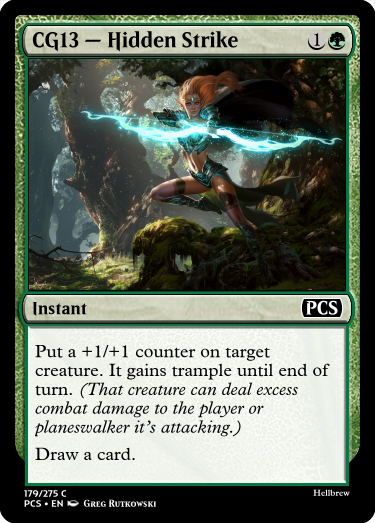 CG13 — Hidden Strike 1
Instant PCS
Put a +1/+1 counter on target
creature. It gains trample until end of
turn. (That creature can deal excess
combat damage to the player or
planeswalker it's attacking.)
Draw a card.
179/275 C Hellbrew
PCS • EN Greg Rutkowski